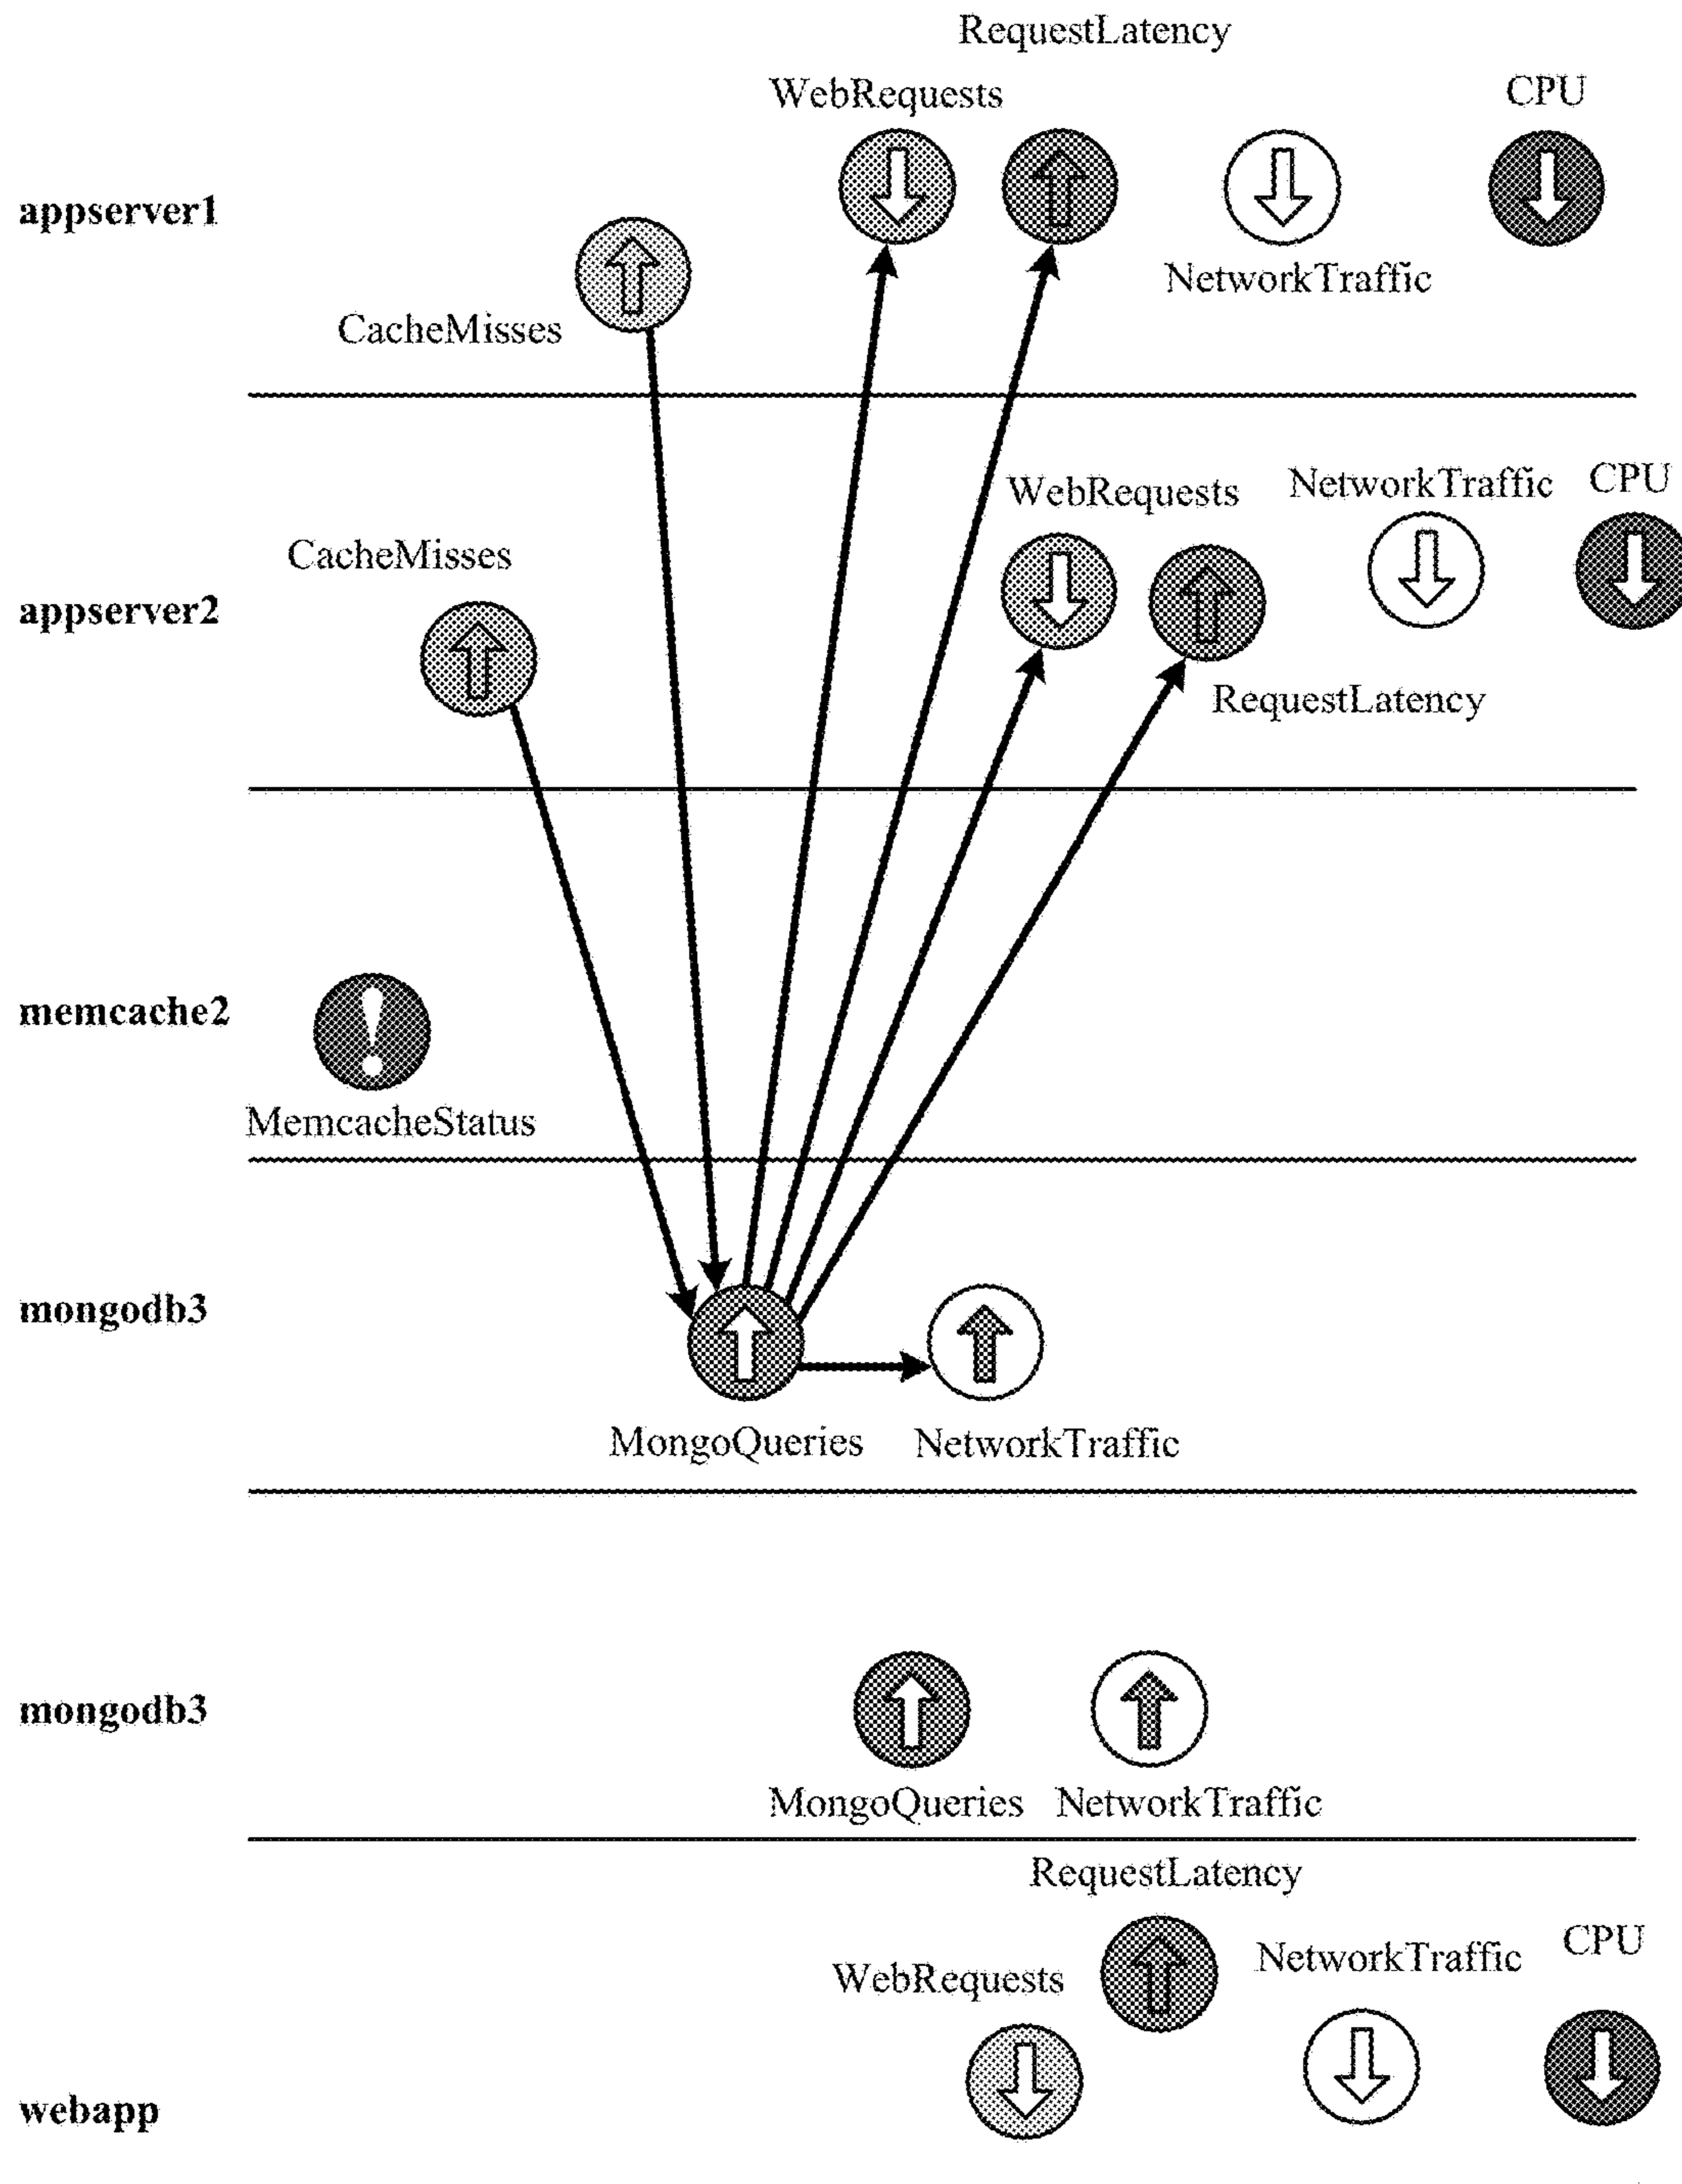 RequestLatency
WebRequests
CPU
appserver1
NetworkTraffic
CacheMisses
WebRequests
NetworkTraffic
CPU
CacheMisses
appserver2
RequestLatency
memcache2
!
MemcacheStatus
mongodb3
MongoQueries
NetworkTraffic
mongodb3
MongoQueries
NetworkTraffic
RequestLatency
WebRequests
NetworkTraffic
CPU
webapp